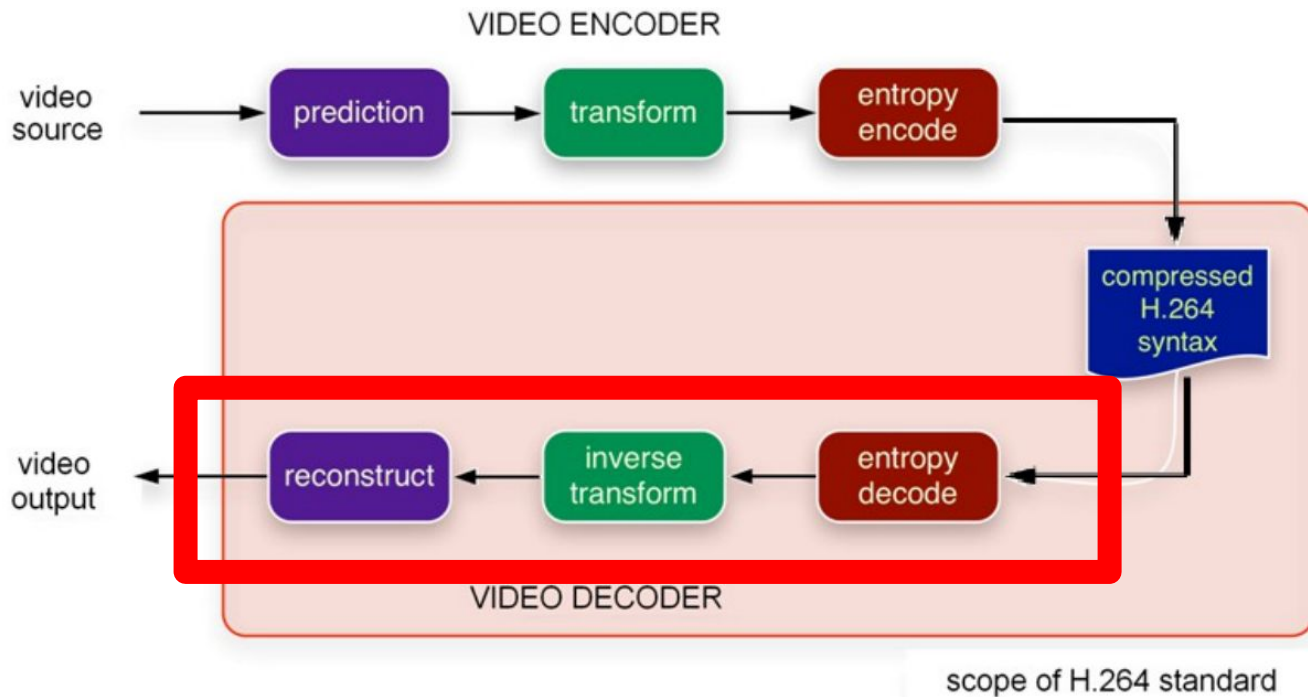 VIDEO ENCODER
video
source
prediction
transform
entropy
encode
compressed
H.264
syntax
video
output
reconstruct
inverse
transform
entropy
decode
VIDEO DECODER
scope of H.264 standard